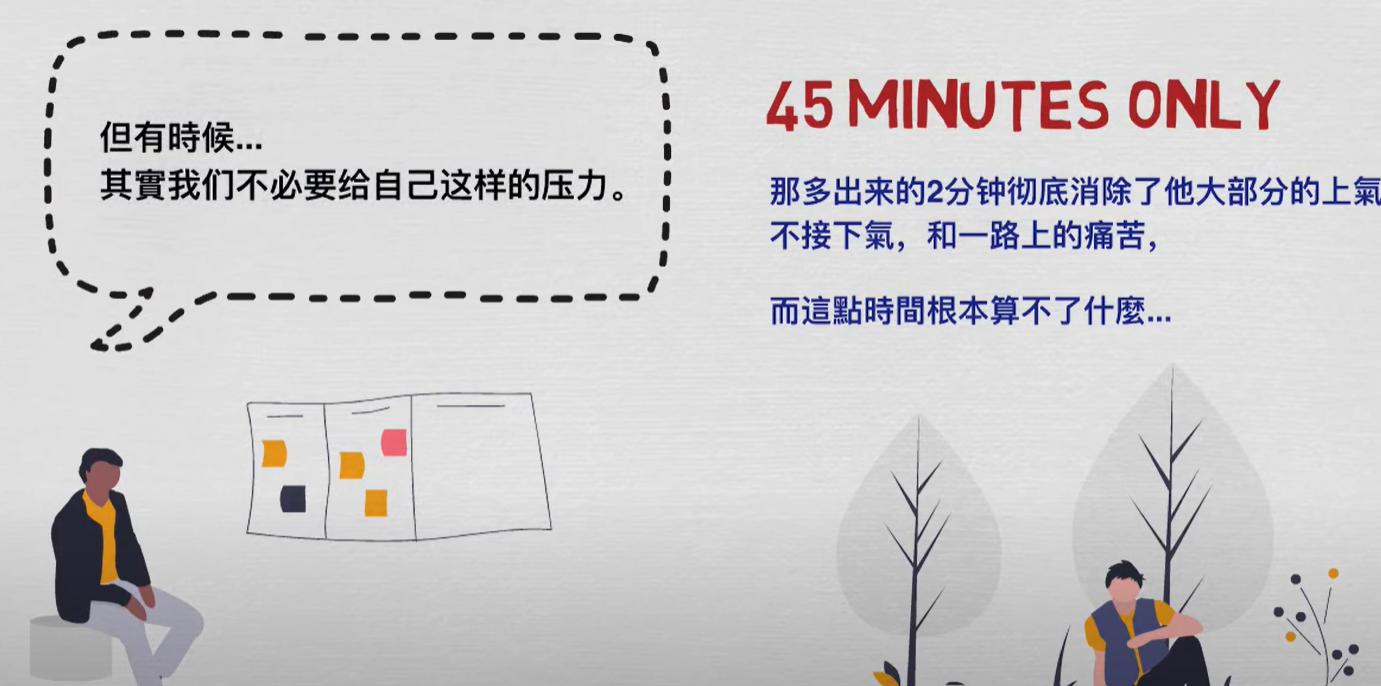 但有時候...
其實我们不必要给自己这样的压力。
45 MINUTES ONLY
那多出来的2分钟彻底消除了他大部分的上氣
不接下氣，和一路上的痛苦，
而這點時間根本算不了什麼...